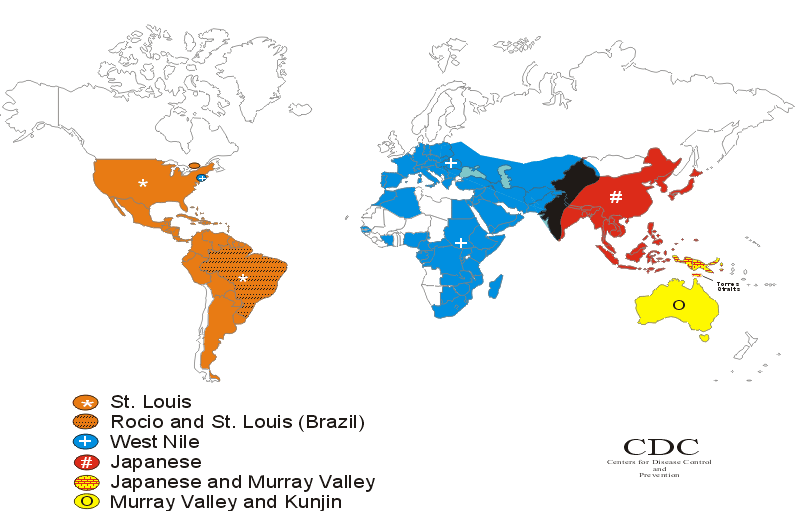 Torres
Straits
St. Louis
Rocio and St. Louis (Brazil)
West Nile
Japanese
Japanese and Murray Valley
Murray Valley and Kunjin
CDC
Centers for Disease Control
and
Prevention